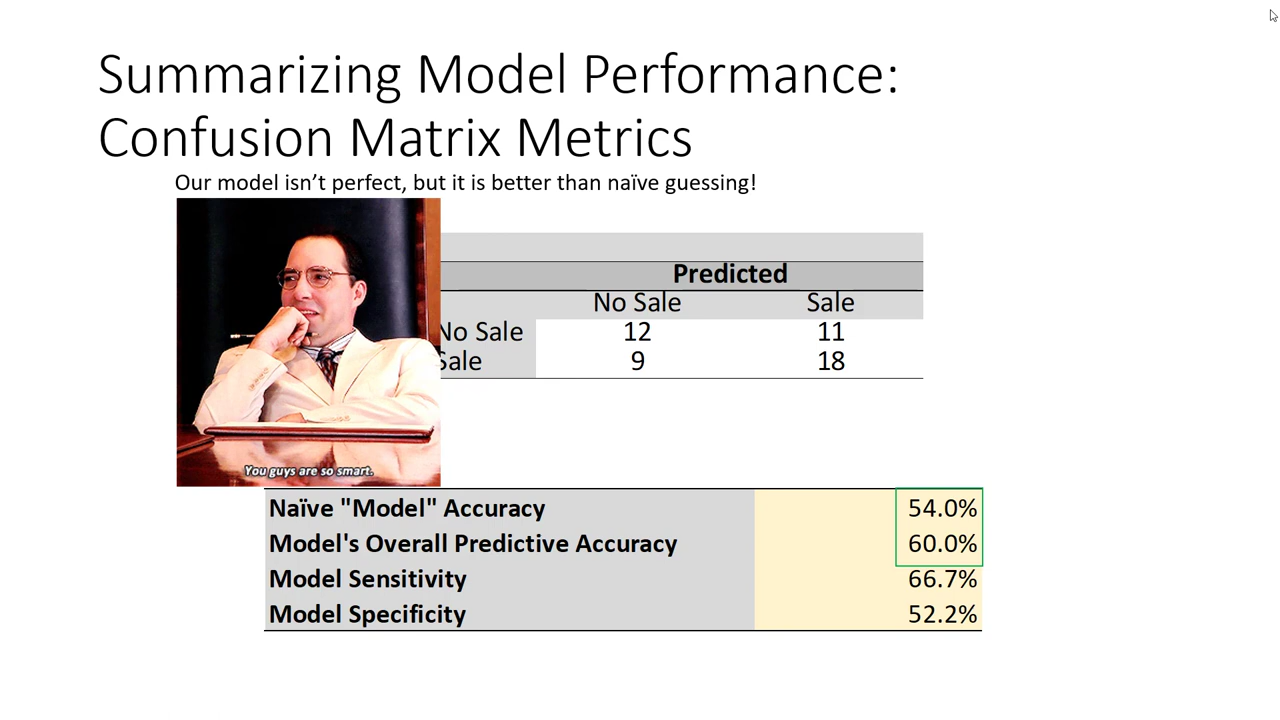 Summarizing Model Performance:
Confusion Matrix Metrics
Our model isn't perfect, but it is better than naïve guessing!
Predicted
No Sale Sale
No Sale 12 11
Sale 9 18
You guys are so smart.
Naïve "Model" Accuracy 54.0%
Model's Overall Predictive Accuracy 60.0%
Model Sensitivity 66.7%
Model Specificity 52.2%